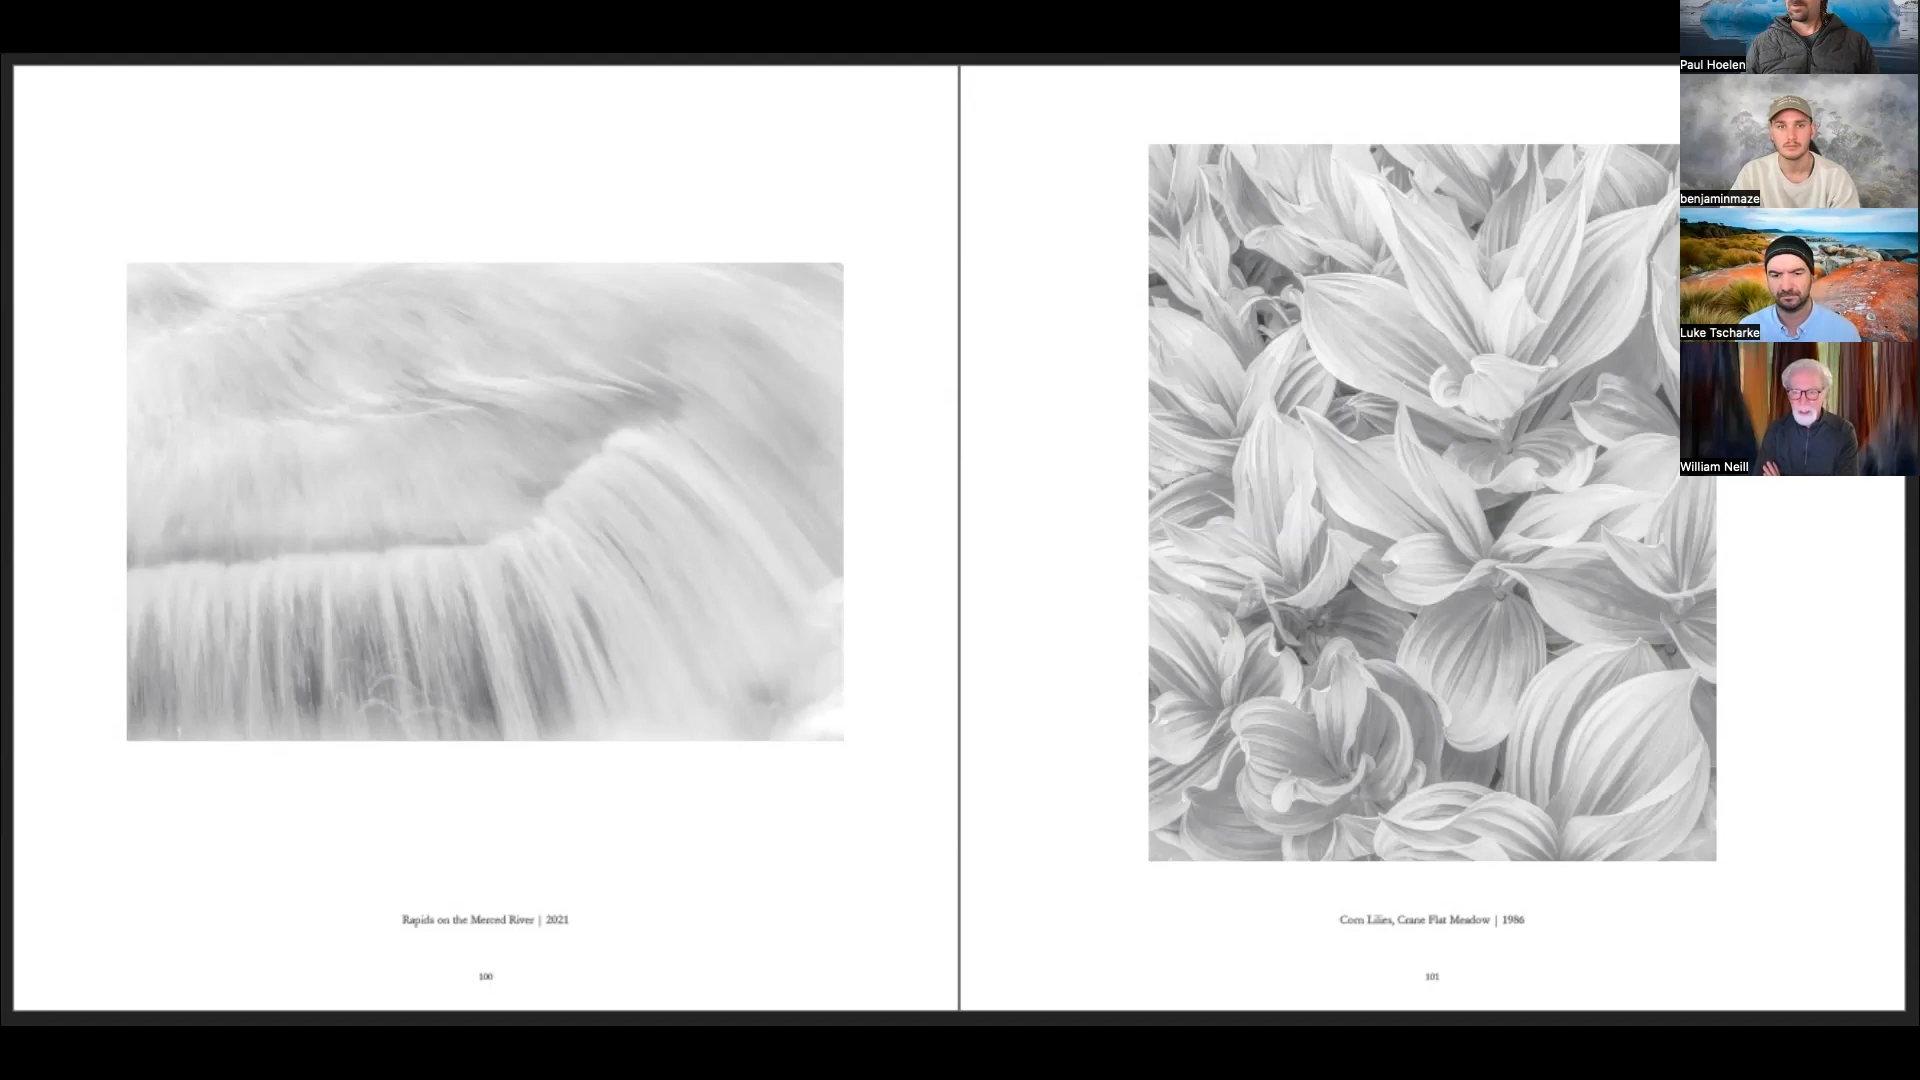 Paul Hoelen
benjaminmaze
Luke Tscharke
William Neill
Rapids on the Merced River | 2021
Corn Lilies, Crane Flat Meadow | 1986
100
101